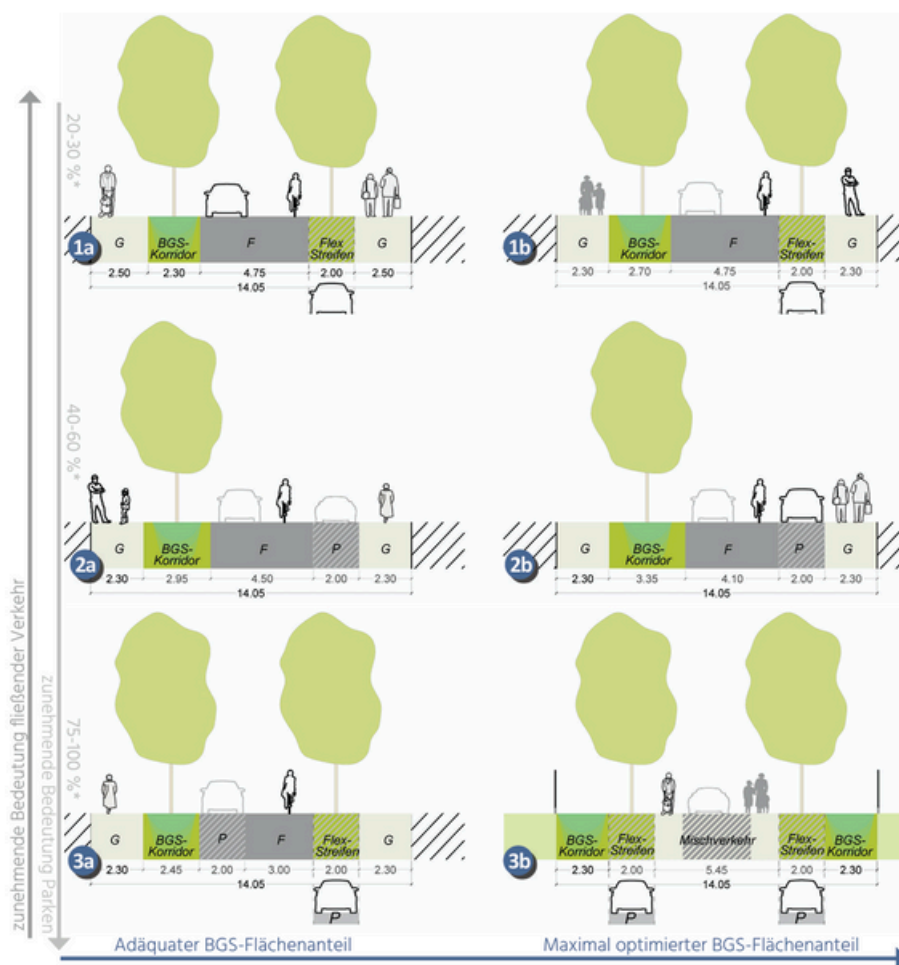 zunehmende Bedeutung fließender Verkehr
zunehmende Bedeutung Parken
20-30 %*
40-60 %*
75-100 %*
1a
G
BGS-
Korridor
F
Flex-
Streifen
G
2.50 2.30 4.75 2.00 2.50
14.05
1b
G
BGS-
Korridor
F
Flex-
Streifen
G
2.30 2.70 4.75 2.00 2.30
14.05
2a
G
BGS-
Korridor
F
P
G
2.30 2.95 4.50 2.00 2.30
14.05
2b
G
BGS-
Korridor
F
P
G
2.30 3.35 4.10 2.00 2.30
14.05
3a
G
BGS-
Korridor
P
F
Flex-
Streifen
G
2.30 2.45 2.00 3.00 2.00 2.30
14.05
P
3b
BGS-
Korridor
Flex-
Streifen
Mischverkehr
Flex-
Streifen
BGS-
Korridor
2.30 2.00 5.45 2.00 2.30
14.05
P
P
Adäquater BGS-Flächenanteil
Maximal optimierter BGS-Flächenanteil